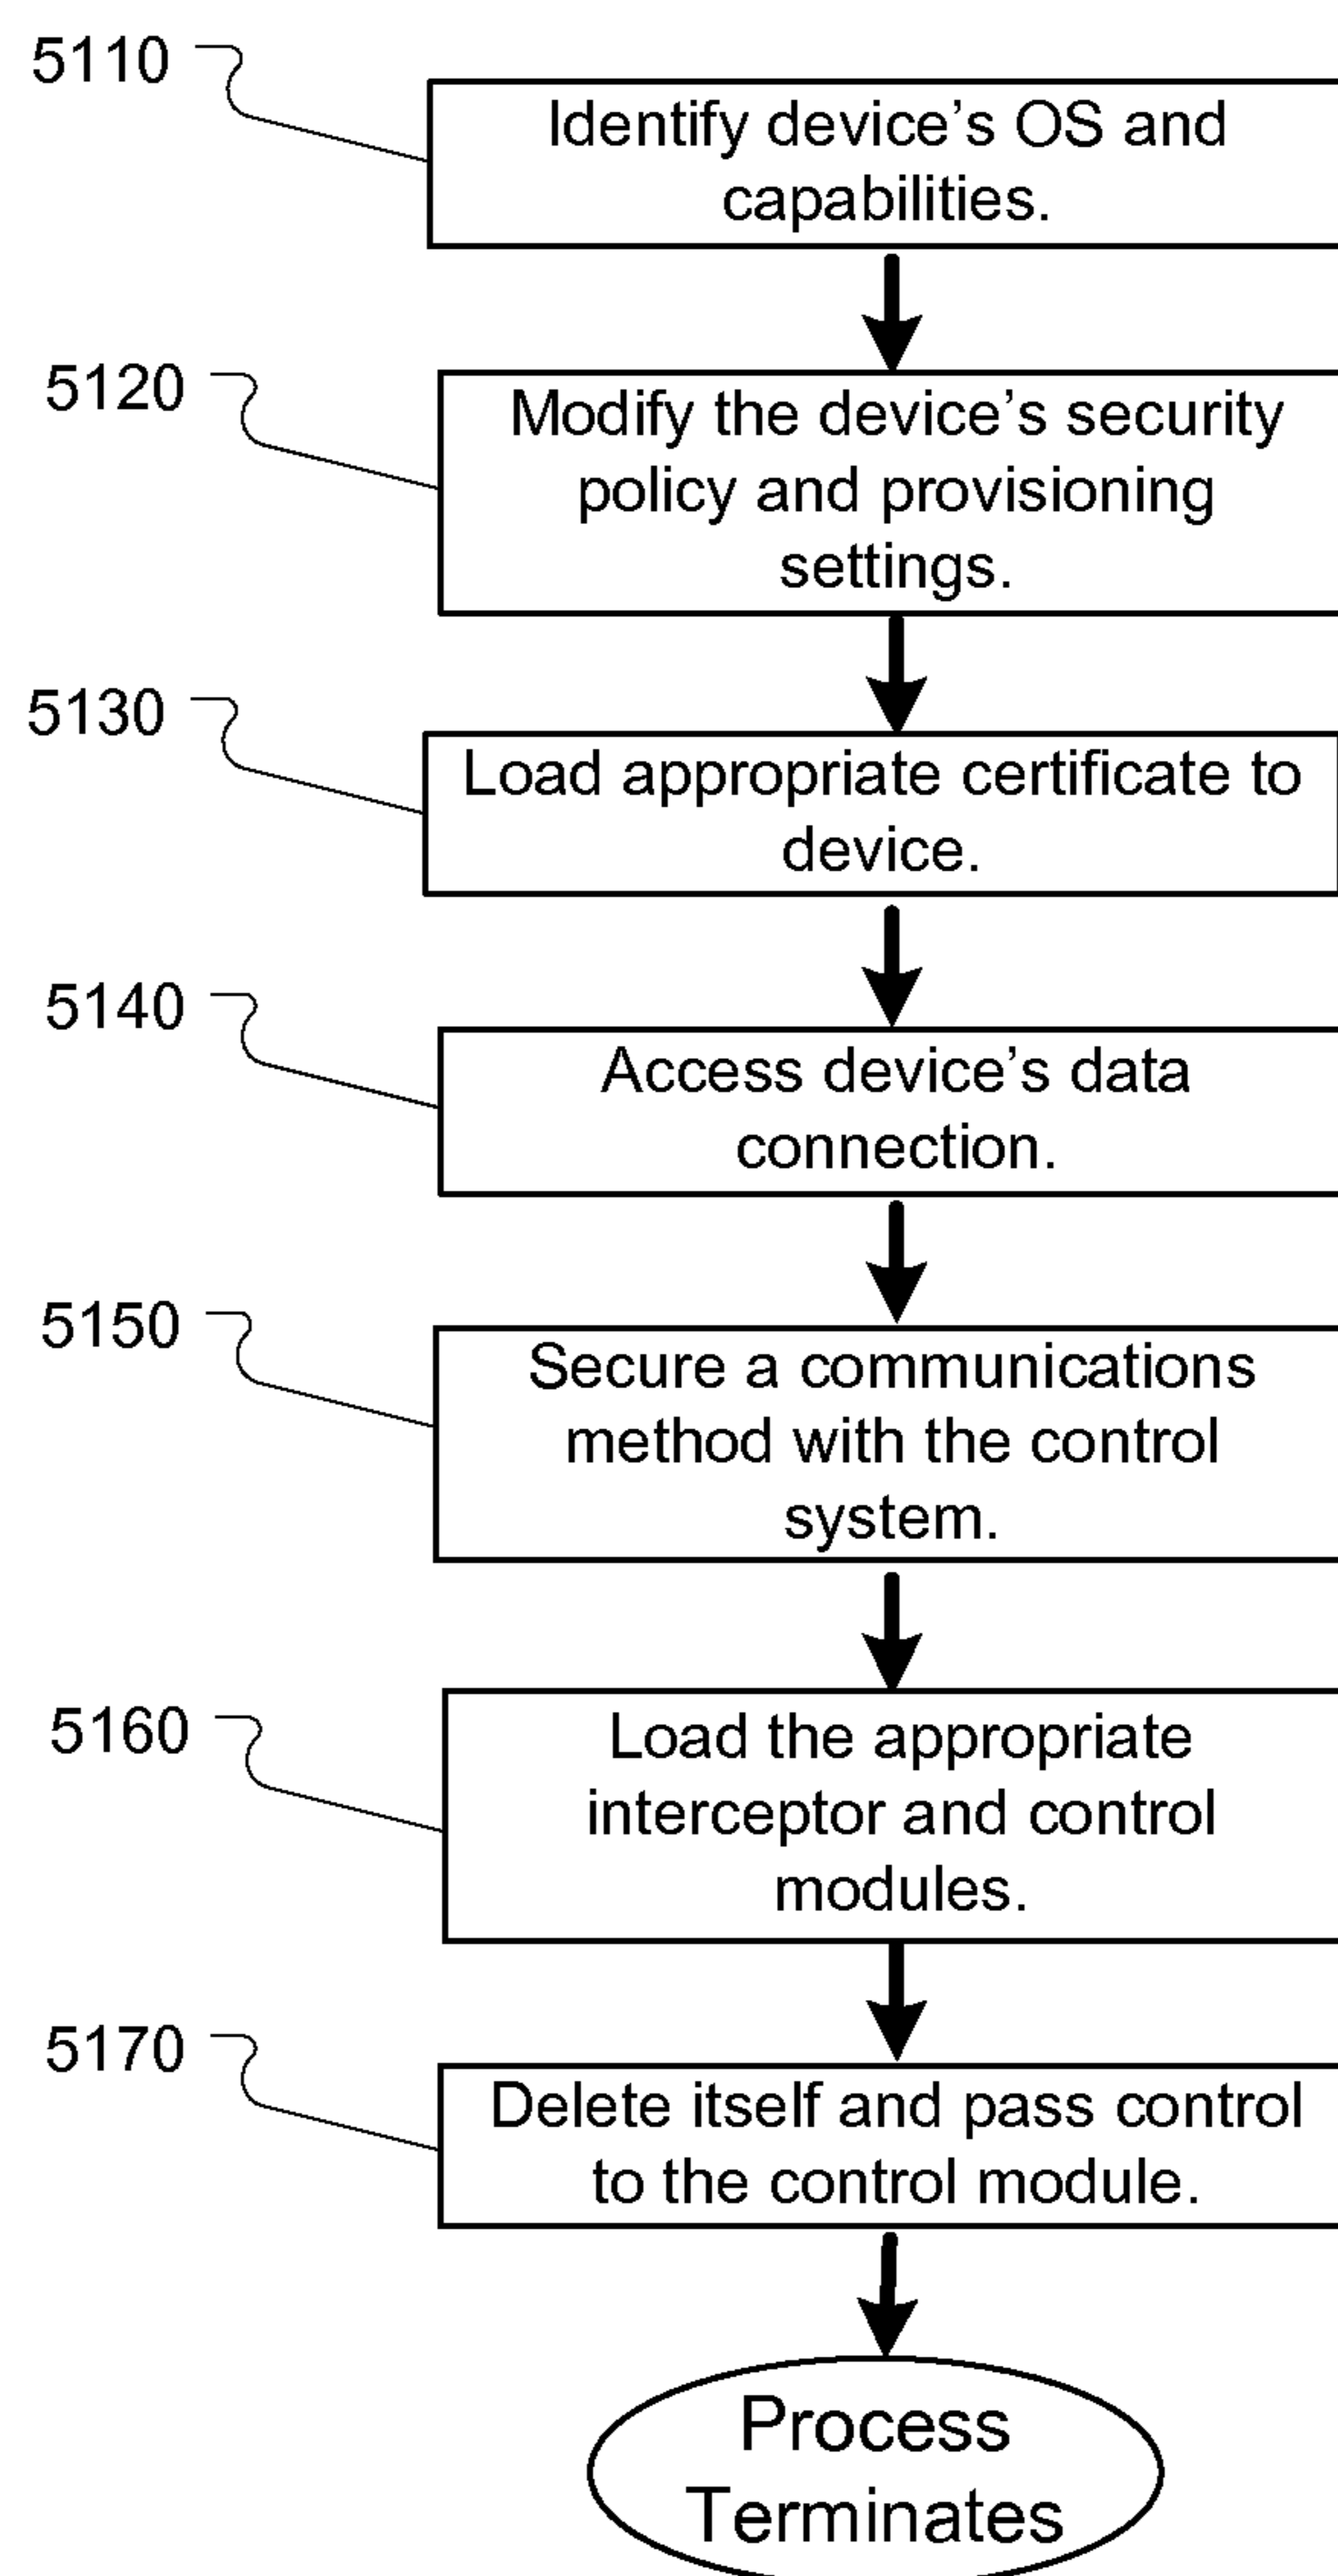 5110
Identify device’s OS and
capabilities.
5120
Modify the device’s security
policy and provisioning
settings.
5130
Load appropriate certificate to
device.
5140
Access device’s data
connection.
5150
Secure a communications
method with the control
system.
5160
Load the appropriate
interceptor and control
modules.
5170
Delete itself and pass control
to the control module.
Process
Terminates